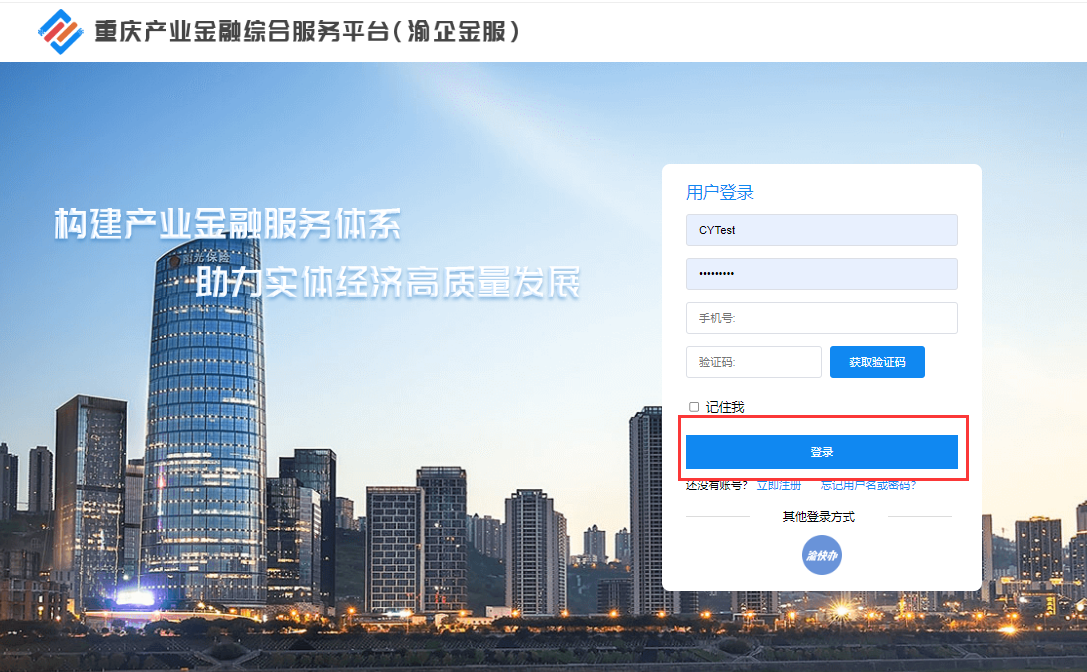 重庆产业金融综合服务平台(渝企金服)
构建产业金融服务体系
助力实体经济高质量发展
阳光保险
用户登录
CYTest
•••••••••
手机号:
验证码: 获取验证码
记住我
登录
还没有账号? 立即注册 忘记用户名或密码?
其他登录方式
渝快办